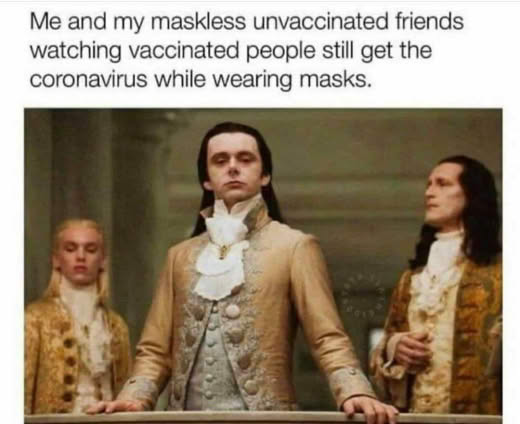 Me and my maskless unvaccinated friends
watching vaccinated people still get the
coronavirus while wearing masks.